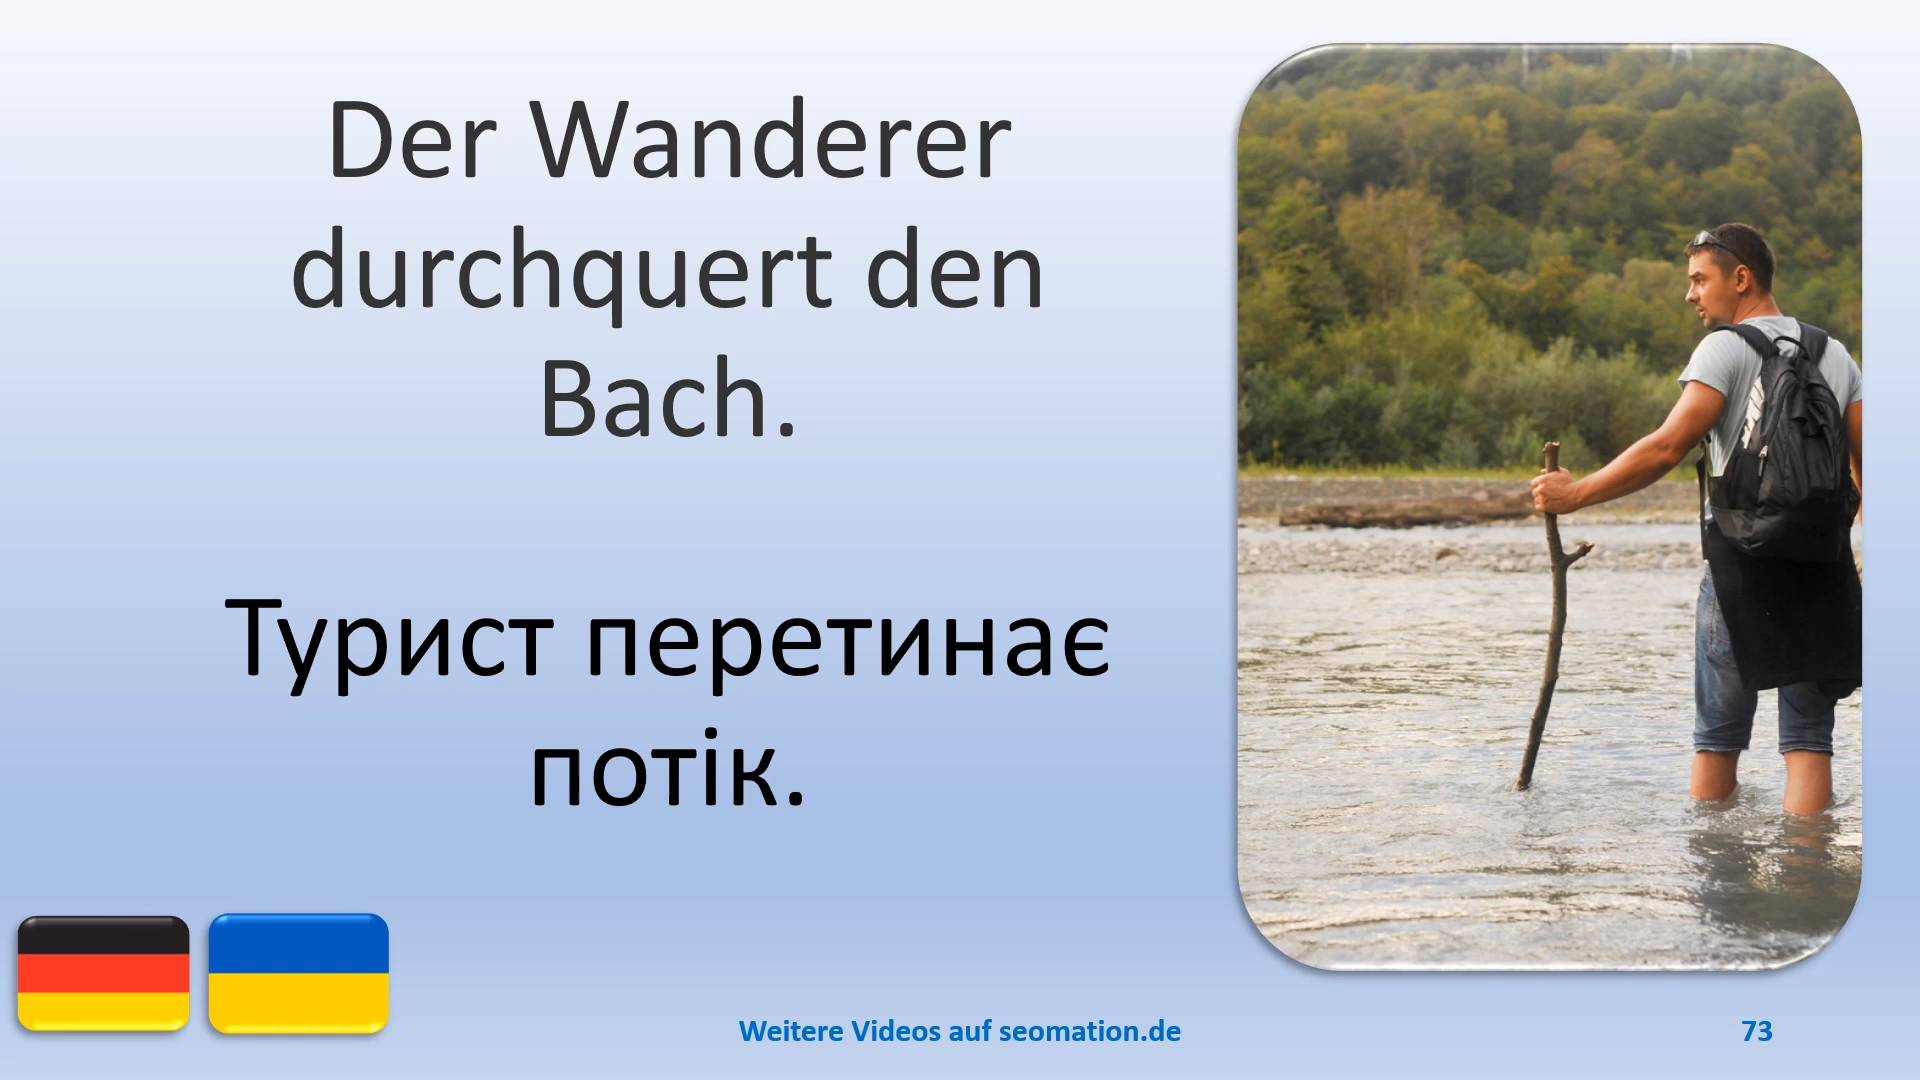 Der Wanderer
durchquert den
Bach.
Турист перетинає
потік.
Weitere Videos auf seomation.de
73